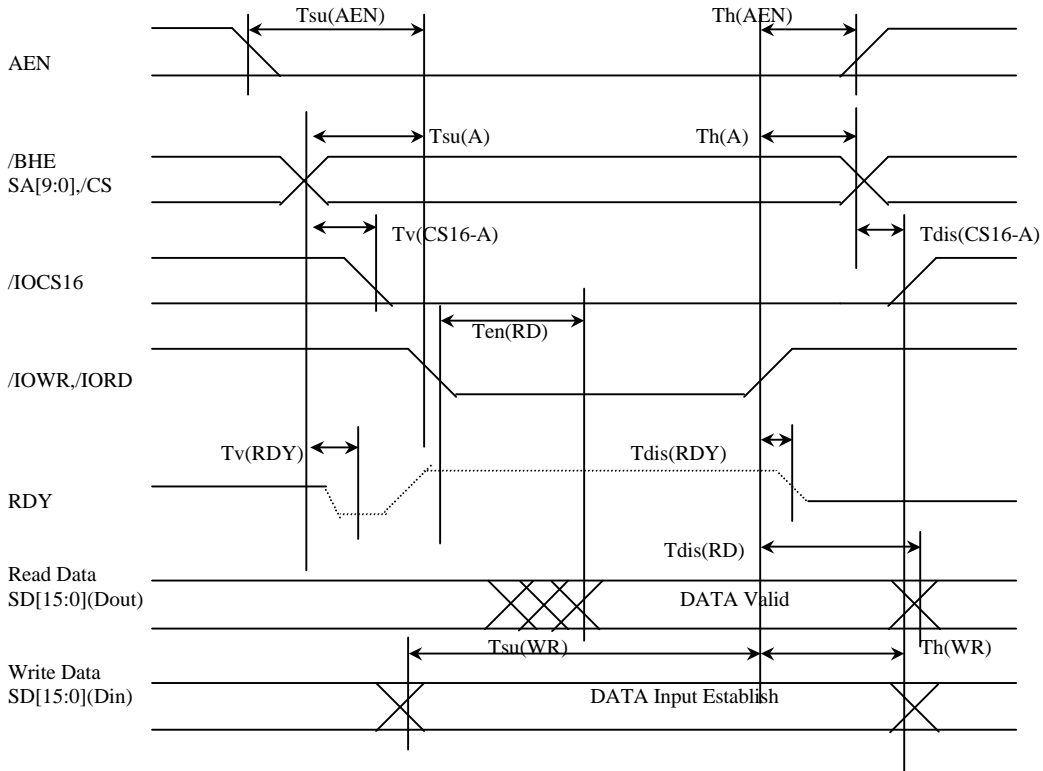 Tsu(AEN)
Th(AEN)
AEN
Tsu(A)
Th(A)
/BHE
SA[9:0],/CS
Tv(CS16-A)
Tdis(CS16-A)
/IOCS16
Ten(RD)
/IOWR,/IORD
Tv(RDY)
Tdis(RDY)
RDY
Tdis(RD)
Read Data
SD[15:0](Dout)
DATA Valid
Tsu(WR)
Th(WR)
Write Data
SD[15:0](Din)
DATA Input Establish